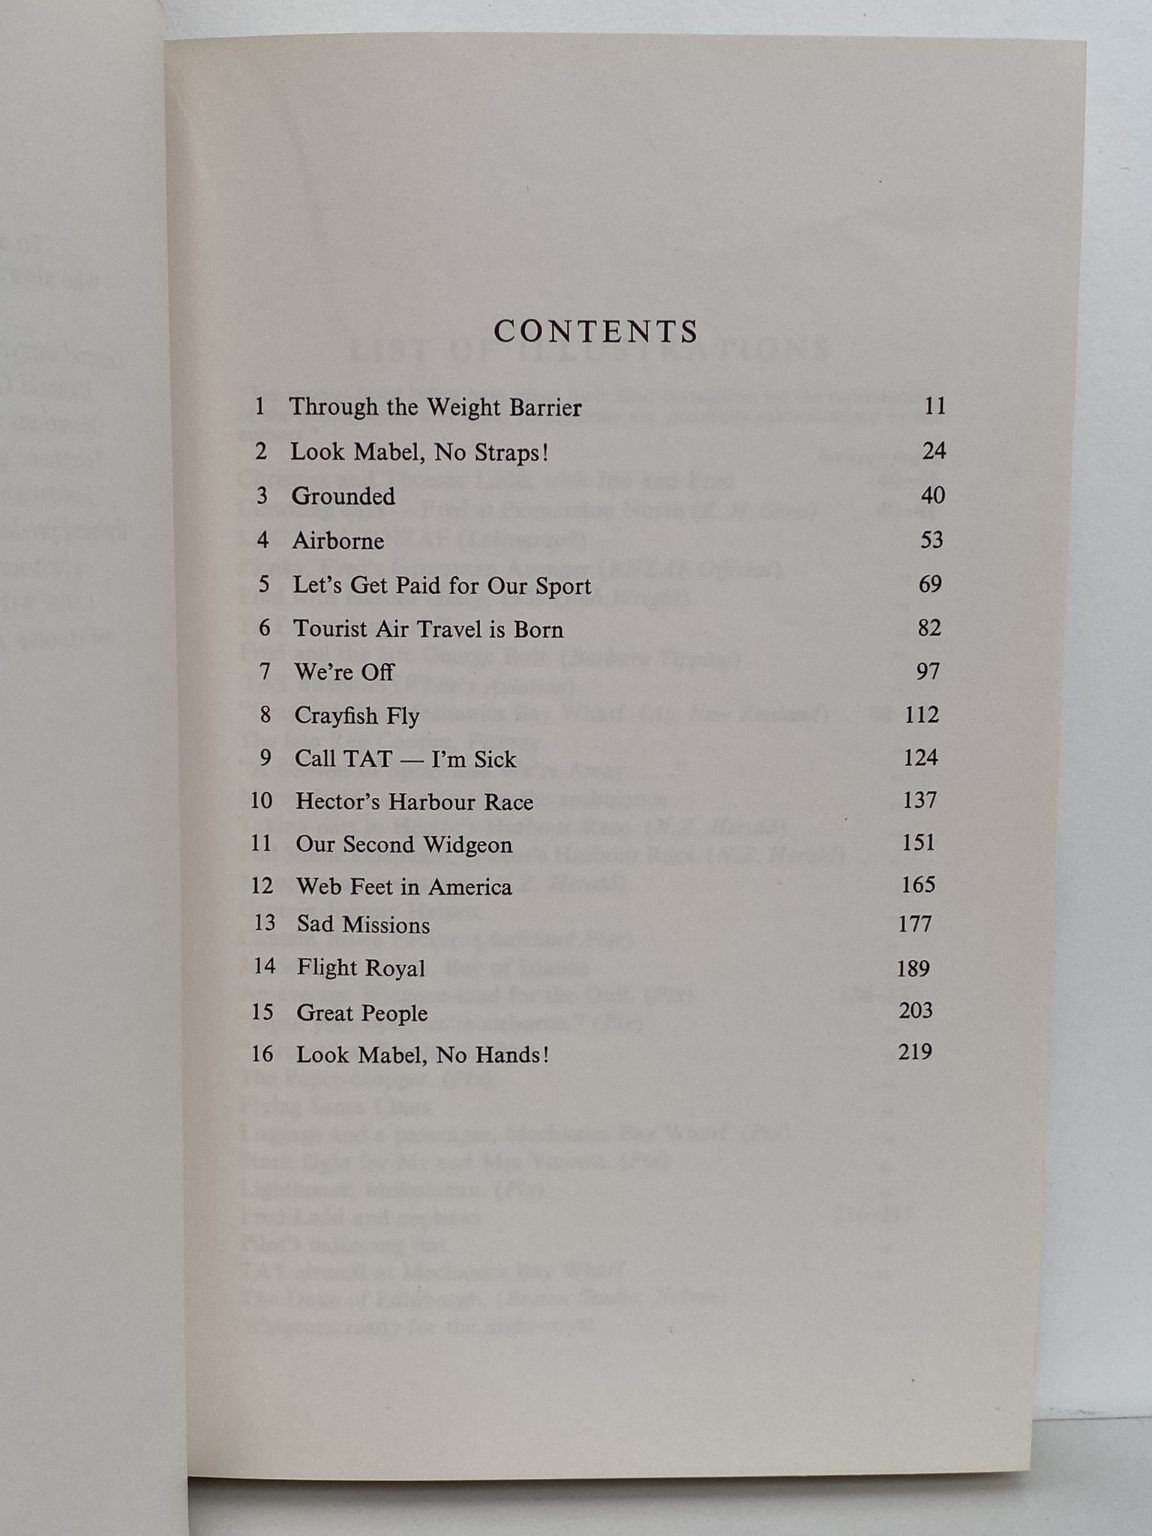 CONTENTS
1 Through the Weight Barrier 11
2 Look Mabel, No Straps! 24
3 Grounded 40
4 Airborne 53
5 Let's Get Paid for Our Sport 69
6 Tourist Air Travel is Born 82
7 We're Off 97
8 Crayfish Fly 112
9 Call TAT — I'm Sick 124
10 Hector's Harbour Race 137
11 Our Second Widgeon 151
12 Web Feet in America 165
13 Sad Missions 177
14 Flight Royal 189
15 Great People 203
16 Look Mabel, No Hands! 219